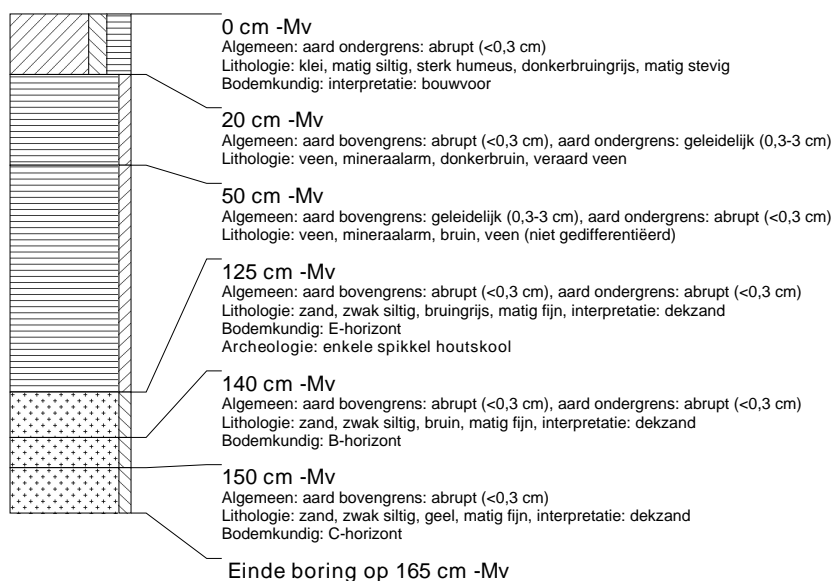 0 cm -Mv
Algemeen: aard ondergrens: abrupt (<0,3 cm)
Lithologie: klei, matig siltig, sterk humeus, donkerbruingrijs, matig stevig
Bodemkundig: interpretatie: bouwvoor
20 cm -Mv
Algemeen: aard bovengrens: abrupt (<0,3 cm), aard ondergrens: geleidelijk (0,3-3 cm)
Lithologie: veen, mineraalarm, donkerbruin, veraard veen
50 cm -Mv
Algemeen: aard bovengrens: geleidelijk (0,3-3 cm), aard ondergrens: abrupt (<0,3 cm)
Lithologie: veen, mineraalarm, bruin, veen (niet gedifferentiëerd)
125 cm -Mv
Algemeen: aard bovengrens: abrupt (<0,3 cm), aard ondergrens: abrupt (<0,3 cm)
Lithologie: zand, zwak siltig, bruingrijs, matig fijn, interpretatie: dekzand
Bodemkundig: E-horizont
Archeologie: enkele spikkel houtskool
140 cm -Mv
Algemeen: aard bovengrens: abrupt (<0,3 cm), aard ondergrens: abrupt (<0,3 cm)
Lithologie: zand, zwak siltig, bruin, matig fijn, interpretatie: dekzand
Bodemkundig: B-horizont
150 cm -Mv
Algemeen: aard bovengrens: abrupt (<0,3 cm)
Lithologie: zand, zwak siltig, geel, matig fijn, interpretatie: dekzand
Bodemkundig: C-horizont
Einde boring op 165 cm -Mv